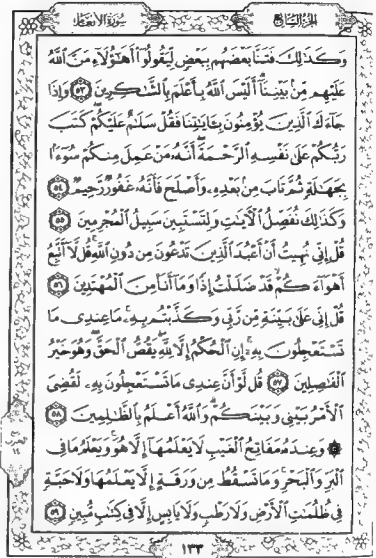 الجزء السابع سورة الأنعام
وَكَذَٰلِكَ فَتَنَّا بَعْضَهُم بِبَعْضٍ لِّيَقُولُوٓا۟ أَهَـٰٓؤُلَآءِ مَنَّ ٱللَّهُ
عَلَيْهِم مِّنۢ بَيْنِنَآ أَلَيْسَ ٱللَّهُ بِأَعْلَمَ بِٱلشَّـٰكِرِينَ ٥٣ وَإِذَا
جَآءَكَ ٱلَّذِينَ يُؤْمِنُونَ بِـَٔايَـٰتِنَا فَقُلْ سَلَـٰمٌ عَلَيْكُمْ كَتَبَ
رَبُّكُمْ عَلَىٰ نَفْسِهِ ٱلرَّحْمَةَ أَنَّهُۥ مَنْ عَمِلَ مِنكُمْ سُوٓءًۢا
بِجَهَـٰلَةٍ ثُمَّ تَابَ مِنۢ بَعْدِهِۦ وَأَصْلَحَ فَأَنَّهُۥ غَفُورٌ رَّحِيمٌ ٥٤
وَكَذَٰلِكَ نُفَصِّلُ ٱلْـَٔايَـٰتِ وَلِتَسْتَبِينَ سَبِيلُ ٱلْمُجْرِمِينَ ٥٥
قُلْ إِنِّى نُهِيتُ أَنْ أَعْبُدَ ٱلَّذِينَ تَدْعُونَ مِن دُونِ ٱللَّهِ قُل لَّآ أَتَّبِعُ
أَهْوَآءَكُمْ قَدْ ضَلَلْتُ إِذًا وَمَآ أَنَا۠ مِنَ ٱلْمُهْتَدِينَ ٥٦
قُلْ إِنِّى عَلَىٰ بَيِّنَةٍ مِّن رَّبِّى وَكَذَّبْتُم بِهِۦ مَا عِندِى مَا
تَسْتَعْجِلُونَ بِهِۦٓ إِنِ ٱلْحُكْمُ إِلَّا لِلَّهِ يَقُصُّ ٱلْحَقَّ وَهُوَ خَيْرُ
ٱلْفَـٰصِلِينَ ٥٧ قُل لَّوْ أَنَّ عِندِى مَا تَسْتَعْجِلُونَ بِهِۦ لَقُضِىَ
ٱلْأَمْرُ بَيْنِى وَبَيْنَكُمْ وَٱللَّهُ أَعْلَمُ بِٱلظَّـٰلِمِينَ ٥٨
۞ وَعِندَهُۥ مَفَاتِحُ ٱلْغَيْبِ لَا يَعْلَمُهَآ إِلَّا هُوَ وَيَعْلَمُ مَا فِى
ٱلْبَرِّ وَٱلْبَحْرِ وَمَا تَسْقُطُ مِن وَرَقَةٍ إِلَّا يَعْلَمُهَا وَلَا حَبَّةٍ
فِى ظُلُمَـٰتِ ٱلْأَرْضِ وَلَا رَطْبٍ وَلَا يَابِسٍ إِلَّا فِى كِتَـٰبٍ مُّبِينٍ ٥٩
١٣٣